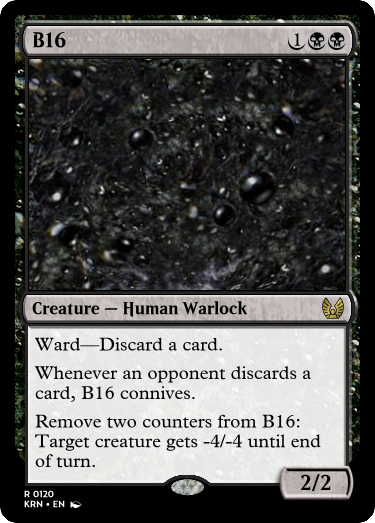 B16 1
Creature — Human Warlock
Ward—Discard a card.
Whenever an opponent discards a
card, B16 connives.
Remove two counters from B16:
Target creature gets -4/-4 until end
of turn.
2/2
R 0120
KRN • EN